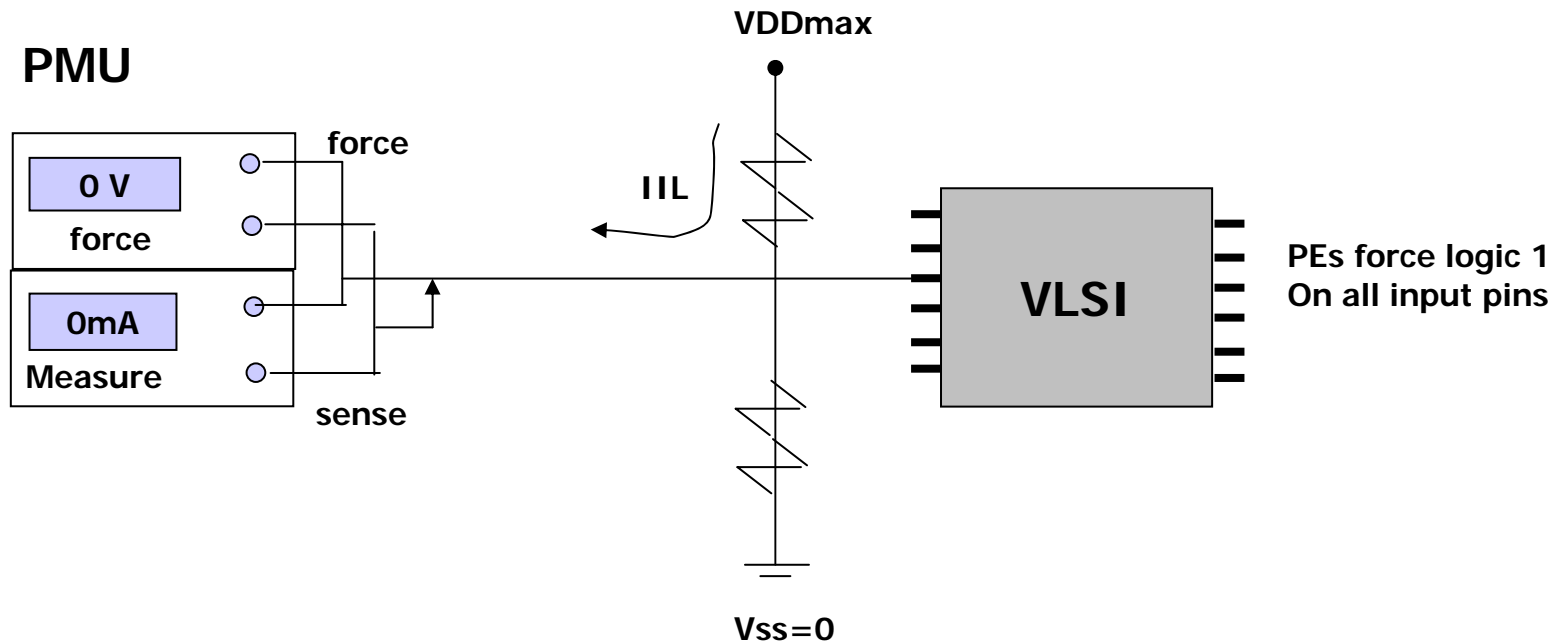 VDDmax
PMU
force
0 V
force
IIL
0mA
Measure
sense
VLSI
PEs force logic 1
On all input pins
Vss=0